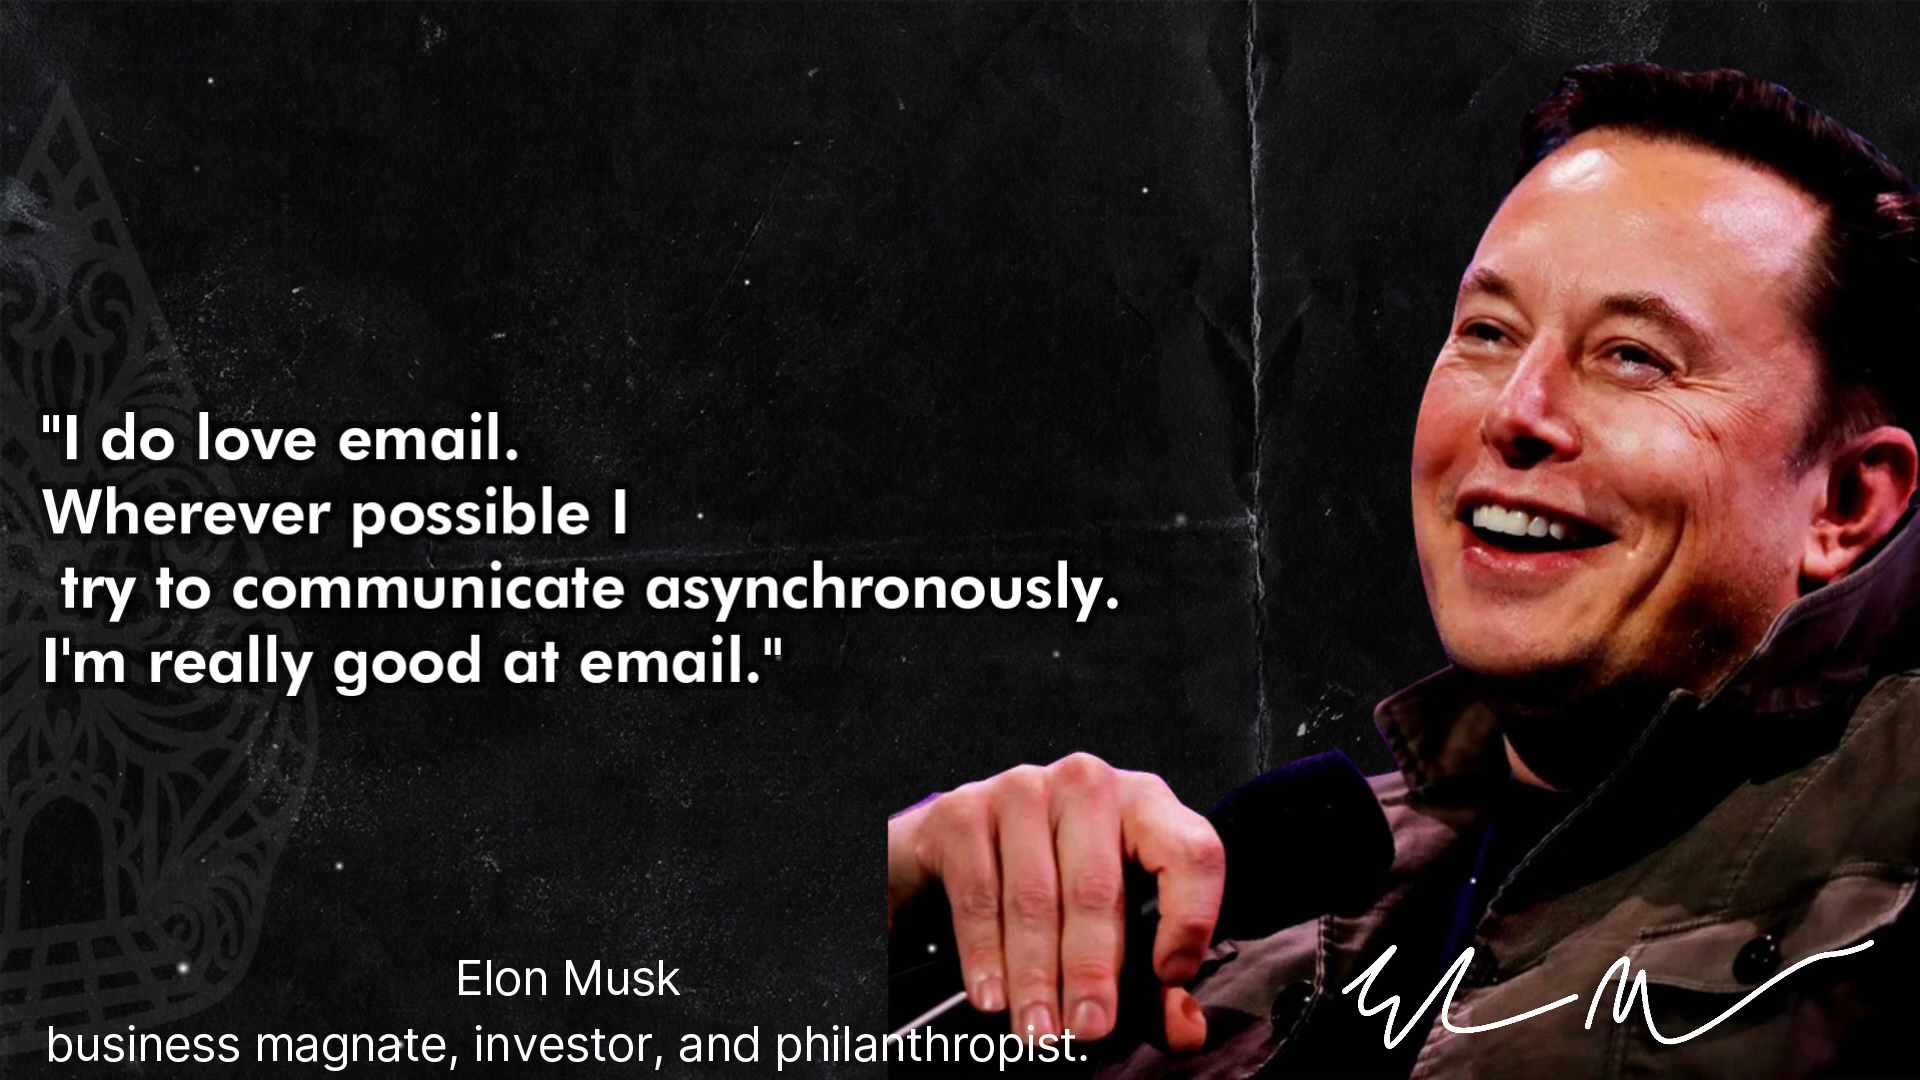 "I do love email.
Wherever possible I
try to communicate asynchronously.
I'm really good at email."
Elon Musk
business magnate, investor, and philanthropist.